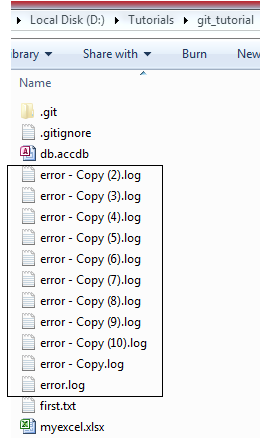 Local Disk (D:) Tutorials git_tutorial
ibrary Share with Burn New
Name
.git
.gitignore
db.accdb
error - Copy (2).log
error - Copy (3).log
error - Copy (4).log
error - Copy (5).log
error - Copy (6).log
error - Copy (7).log
error - Copy (8).log
error - Copy (9).log
error - Copy (10).log
error - Copy.log
error.log
first.txt
myexcel.xlsx